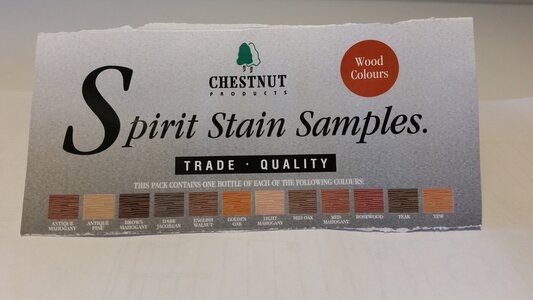 CHESTNUT
PRODUCTS
Wood
Colours
Spirit Stain Samples.
TRADE · QUALITY
THIS PACK CONTAINS ONE BOTTLE OF EACH OF THE FOLLOWING COLOURS:
ANTIQUE MAHOGANY
ANTIQUE PINE
BROWN MAHOGANY
DARK JACOBEAN
ENGLISH WALNUT
GOLDEN OAK
LIGHT MAHOGANY
MID OAK
RED MAHOGANY
ROSEWOOD
TEAK
YEW